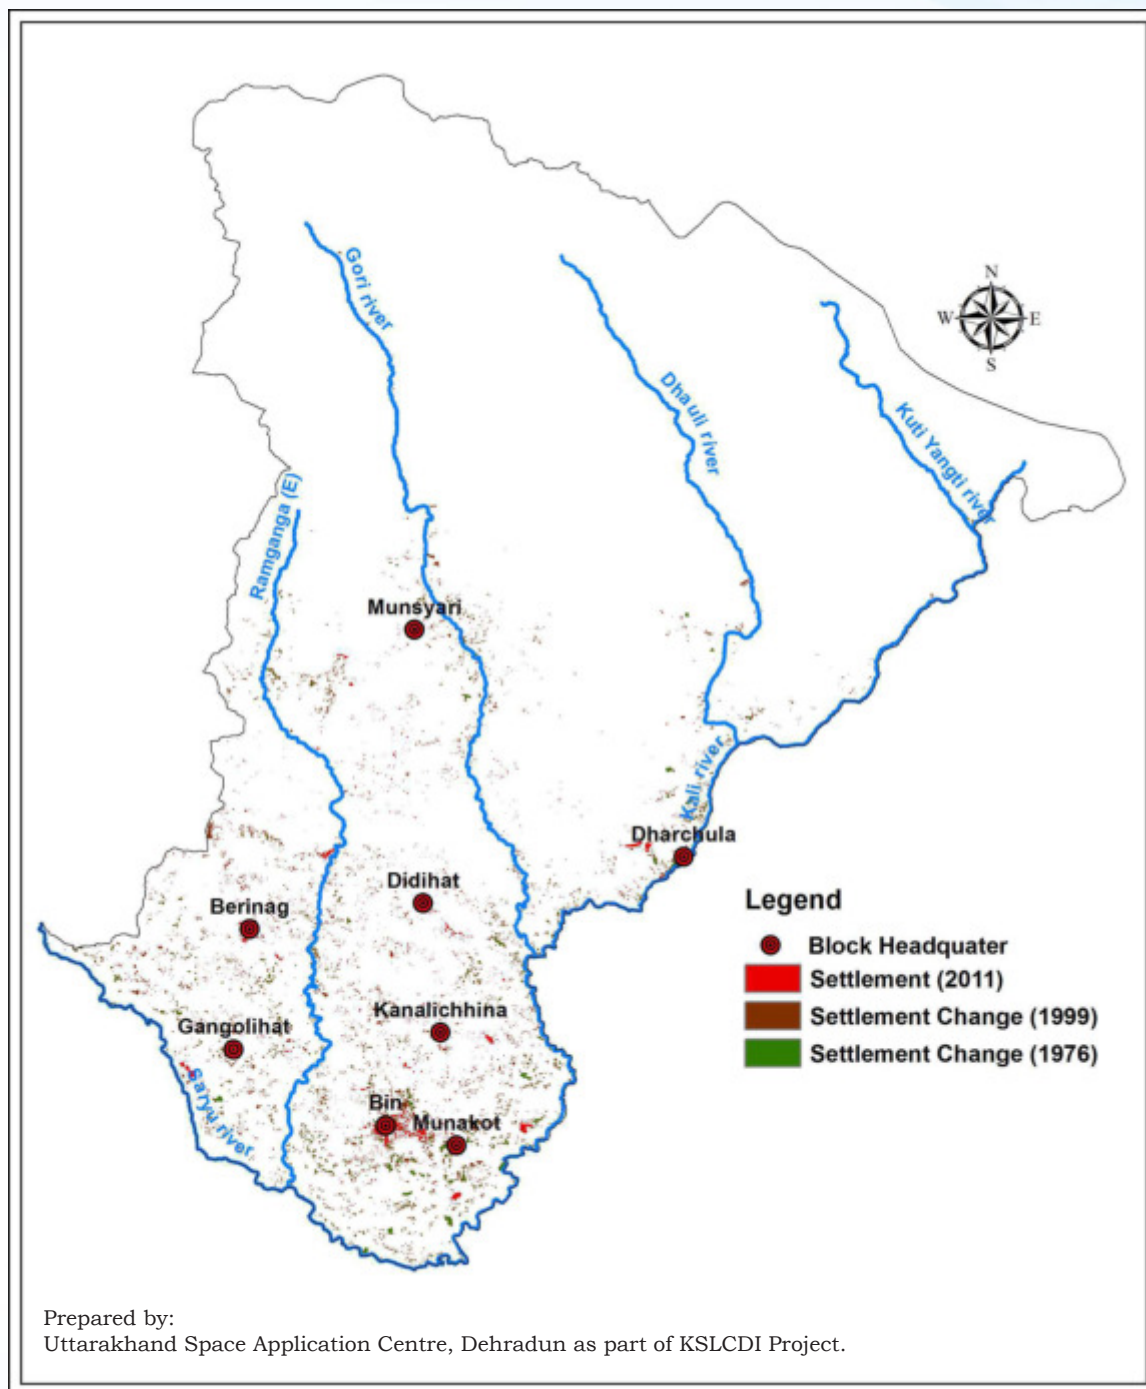 N
W
E
S
Gori river
Dhauli river
Kuti Yangti river
Ramganga (E)
Munsyari
Kali river
Dharchula
Didihat
Berinag
Kanalichhina
Gangolihat
Saryu river
Bin
Munakot
Legend
Block Headquater
Settlement (2011)
Settlement Change (1999)
Settlement Change (1976)
Prepared by:
Uttarakhand Space Application Centre, Dehradun as part of KSLCDI Project.